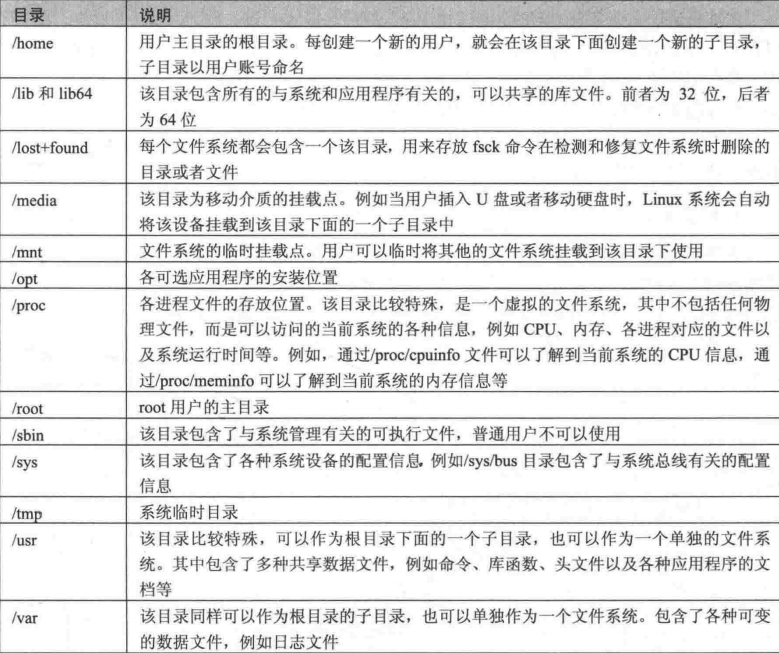 目录 说明
/home 用户主目录的根目录。每创建一个新的用户，就会在该目录下面创建一个新的子目录，
子目录以用户账号命名
/lib 和 lib64 该目录包含所有的与系统和应用程序有关的，可以共享的库文件。前者为 32 位，后者
为 64 位
/lost+found 每个文件系统都会包含一个该目录，用来存放 fsck 命令在检测和修复文件系统时删除的
目录或者文件
/media 该目录为移动介质的挂载点。例如当用户插入 U 盘或者移动硬盘时，Linux 系统会自动
将该设备挂载到该目录下面的一个子目录中
/mnt 文件系统的临时挂载点。用户可以临时将其他的文件系统挂载到该目录下使用
/opt 各可选应用程序的安装位置
/proc 各进程文件的存放位置。该目录比较特殊，是一个虚拟的文件系统，其中不包括任何物
理文件，而是可以访问的当前系统的各种信息，例如 CPU、内存、各进程对应的文件以
及系统运行时间等。例如，通过/proc/cpuinfo 文件可以了解到当前系统的 CPU 信息，通
过/proc/meminfo 可以了解到当前系统的内存信息等
/root root 用户的主目录
/sbin 该目录包含了与系统管理有关的可执行文件，普通用户不可以使用
/sys 该目录包含了各种系统设备的配置信息，例如/sys/bus 目录包含了与系统总线有关的配置
信息
/tmp 系统临时目录
/usr 该目录比较特殊，可以作为根目录下面的一个子目录，也可以作为一个单独的文件系
统。其中包含了多种共享数据文件，例如命令、库函数、头文件以及各种应用程序的文
档等
/var 该目录同样可以作为根目录的子目录，也可以单独作为一个文件系统。包含了各种可变
的数据文件，例如日志文件